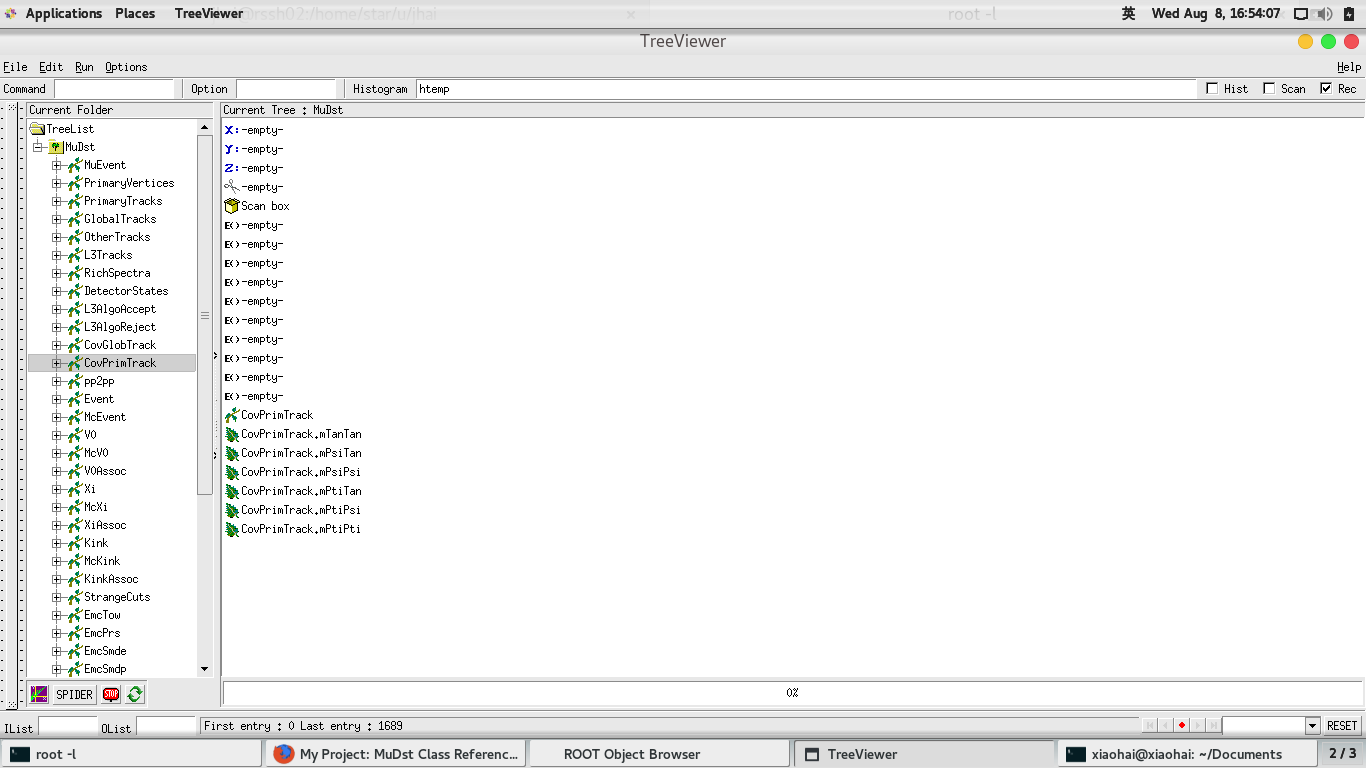 Applications Places TreeViewer @rssh02:/home/star/u/jhai × root -l 英 Wed Aug 8, 16:54:07
TreeViewer
File Edit Run Options Help
Command Option Histogram htemp Hist Scan Rec
Current Folder
TreeList
MuDst
MuEvent
PrimaryVertices
PrimaryTracks
GlobalTracks
OtherTracks
L3Tracks
RichSpectra
DetectorStates
L3AlgoAccept
L3AlgoReject
CovGlobTrack
CovPrimTrack
pp2pp
Event
McEvent
V0
McV0
V0Assoc
Xi
McXi
XiAssoc
Kink
McKink
KinkAssoc
StrangeCuts
EmcTow
EmcPrs
EmcSmde
EmcSmdp
Current Tree : MuDst
X: -empty-
Y: -empty-
Z: -empty-
-empty-
Scan box
E() -empty-
E() -empty-
E() -empty-
E() -empty-
E() -empty-
E() -empty-
E() -empty-
E() -empty-
E() -empty-
E() -empty-
CovPrimTrack
CovPrimTrack.mTanTan
CovPrimTrack.mPsiTan
CovPrimTrack.mPsiPsi
CovPrimTrack.mPtiTan
CovPrimTrack.mPtiPsi
CovPrimTrack.mPtiPti
SPIDER STOP 0%
IList OList First entry : 0 Last entry : 1689 RESET
root -l My Project: MuDst Class Referenc... ROOT Object Browser TreeViewer xiaohai@xiaohai: ~/Documents 2 / 3